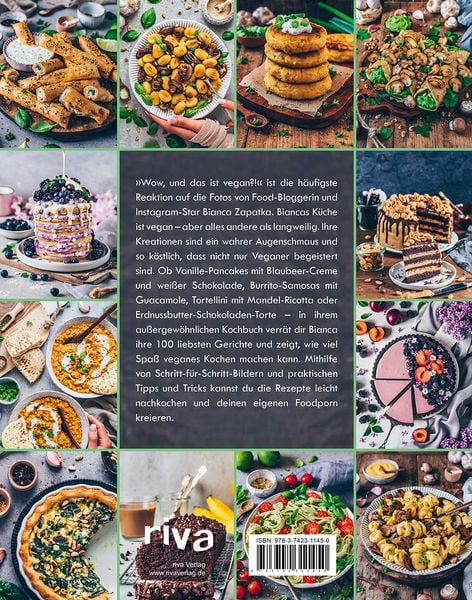 »Wow, und das ist vegan?!« ist die häufigste
Reaktion auf die Fotos von Food-Bloggerin und
Instagram-Star Bianca Zapatka. Biancas Küche
ist vegan – aber alles andere als langweilig. Ihr
Kreationen sind ein wahrer Augenschmaus und
so köstlich, dass nicht nur Veganer begeistert
sind. Ob Vanille-Pancakes mit Blaubeer-Creme
und weißer Schokolade, Burrito-Samosas mit
Guacamole, Tortellini mit Mandel-Ricotta oder
Erdnussbutter-Schokoladen-Torte – in ihrem
außergewöhnlichen Kochbuch verrät dir Bianca
ihre 100 liebsten Gerichte und zeigt, wie viel
Spaß veganes Kochen machen kann. Mithilfe
von Schritt-für-Schritt-Bildern und praktischen
Tipps und Tricks kannst du die Rezepte leicht
nachkochen und deinen eigenen Foodporn
kreieren.
riva
riva Verlag
www.rivaverlag.de
ISBN 978-3-7423-1145-0